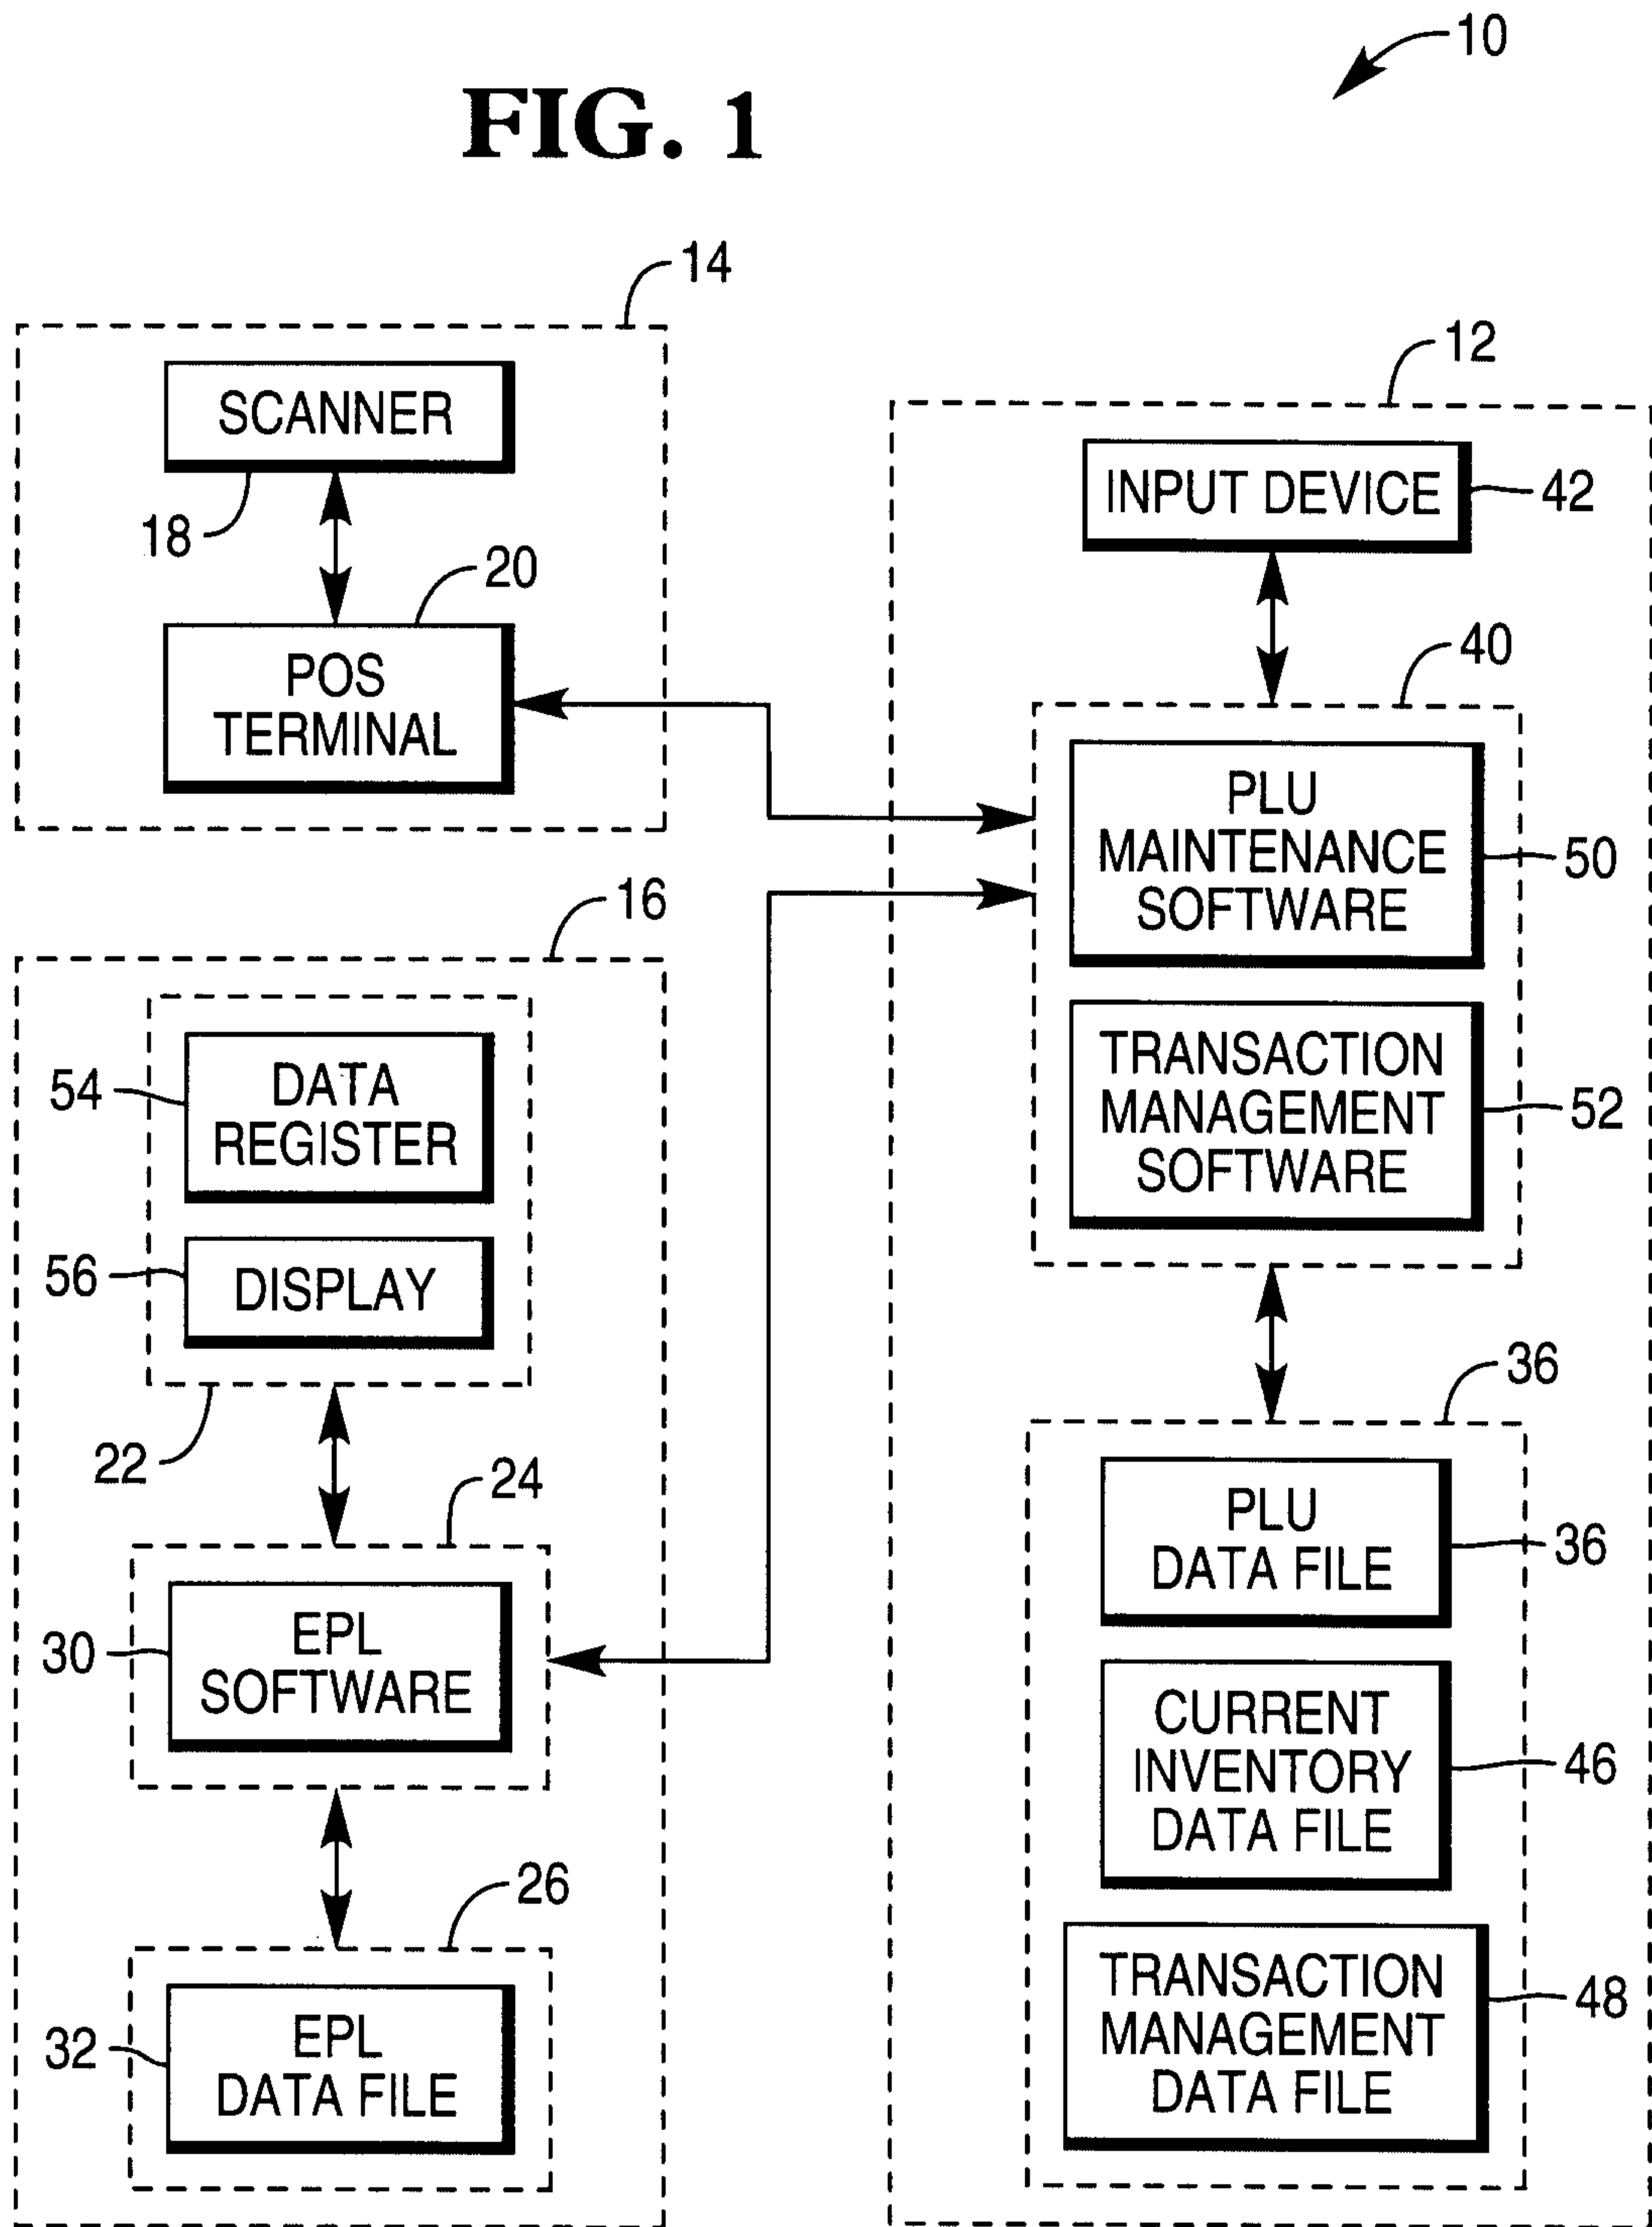 10
FIG. 1
14
SCANNER
18
20
POS
TERMINAL
12
INPUT DEVICE
42
40
PLU
MAINTENANCE
SOFTWARE
50
TRANSACTION
MANAGEMENT
SOFTWARE
52
16
54
DATA
REGISTER
56
DISPLAY
22
24
30
EPL
SOFTWARE
26
32
EPL
DATA FILE
36
PLU
DATA FILE
36
CURRENT
INVENTORY
DATA FILE
46
TRANSACTION
MANAGEMENT
DATA FILE
48